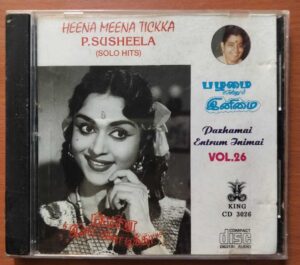 HEENA MEENA TICKKA
P.SUSHEELA
(SOLO HITS)
பழமை
இனிமை
Pazhamai
Entrum Inimai
VOL.26
KING
CD 3026
COMPACT
disc
DIGITAL AUDIO